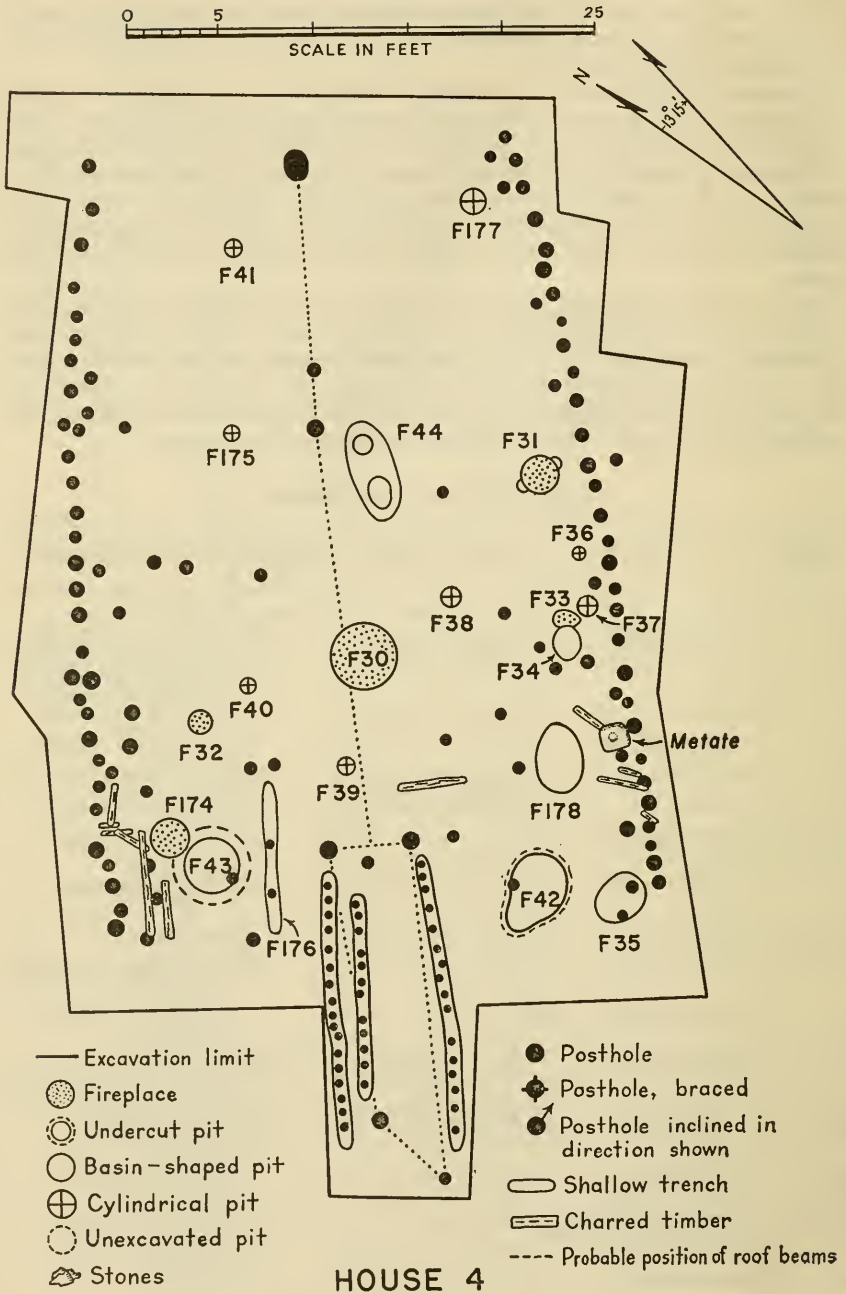 0 5 25
SCALE IN FEET
N
13° 15±'
F177
F41
F44
F31
F175
F36
F38
F33
F37
F30
F34
F40
F32
Metate
F39
F178
F174
F43
F42
F35
F176
Excavation limit
Fireplace
Undercut pit
Basin-shaped pit
Cylindrical pit
Unexcavated pit
Stones
Posthole
Posthole, braced
Posthole inclined in
direction shown
Shallow trench
Charred timber
Probable position of roof beams
HOUSE 4